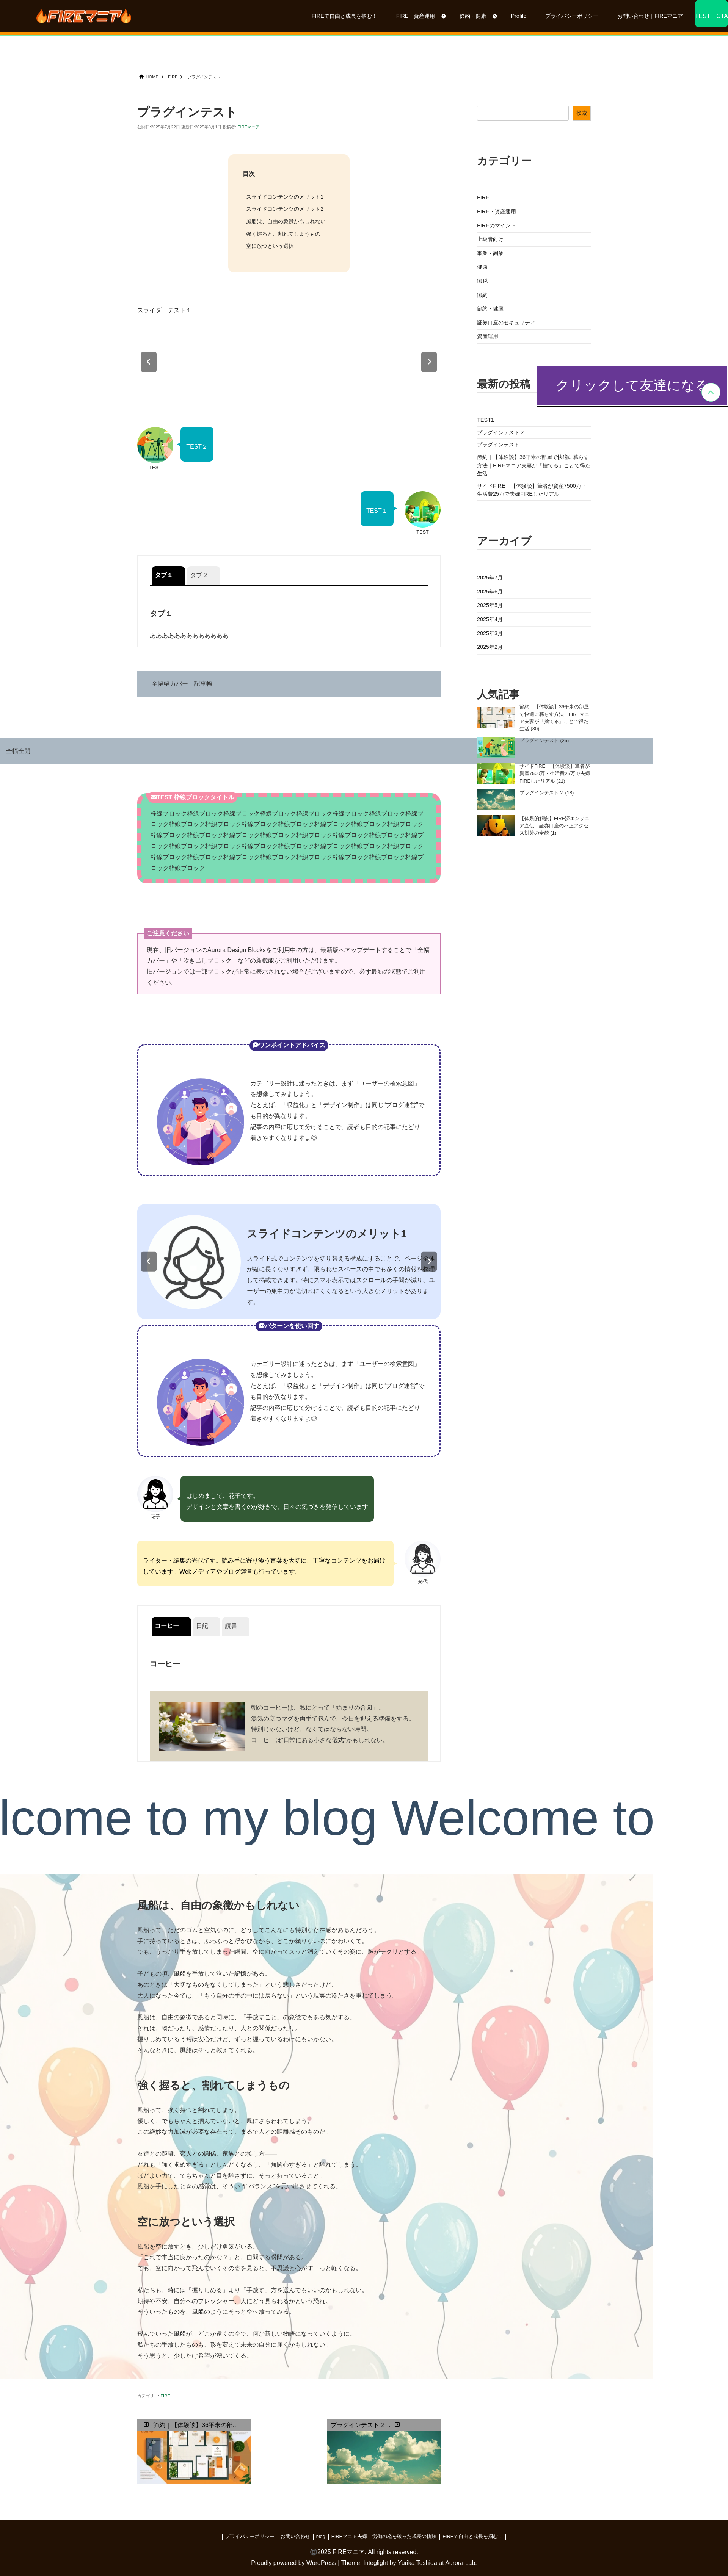 FIREマニア
FIREで自由と成長を掴む！
FIRE・資産運用
節約・健康
Profile
プライバシーポリシー
お問い合わせ｜FIREマニア
TEST　CTA
HOME
FIRE
プラグインテスト
プラグインテスト
公開日:2025年7月22日 更新日:2025年8月1日 投稿者: FIREマニア
目次
スライドコンテンツのメリット1
スライドコンテンツのメリット2
風船は、自由の象徴かもしれない
強く握ると、割れてしまうもの
空に放つという選択
スライダーテスト１
TEST２
TEST
TEST１
TEST
タブ１
タブ２
タブ１
あああああああああああああ
全幅幅カバー　記事幅
全幅全開
TEST 枠線ブロックタイトル
枠線ブロック枠線ブロック枠線ブロック枠線ブロック枠線ブロック枠線ブロック枠線ブロック枠線ブ
ロック枠線ブロック枠線ブロック枠線ブロック枠線ブロック枠線ブロック枠線ブロック枠線ブロック
枠線ブロック枠線ブロック枠線ブロック枠線ブロック枠線ブロック枠線ブロック枠線ブロック枠線ブ
ロック枠線ブロック枠線ブロック枠線ブロック枠線ブロック枠線ブロック枠線ブロック枠線ブロック
枠線ブロック枠線ブロック枠線ブロック枠線ブロック枠線ブロック枠線ブロック枠線ブロック枠線ブ
ロック枠線ブロック枠線ブロック
ご注意ください
現在、旧バージョンのAurora Design Blocksをご利用中の方は、最新版へアップデートすることで「全幅
カバー」や「吹き出しブロック」などの新機能がご利用いただけます。
旧バージョンでは一部ブロックが正常に表示されない場合がございますので、必ず最新の状態でご利用
ください。
ワンポイントアドバイス
カテゴリー設計に迷ったときは、まず「ユーザーの検索意図」
を想像してみましょう。
たとえば、「収益化」と「デザイン制作」は同じ“ブログ運営”で
も目的が異なります。
記事の内容に応じて分けることで、読者も目的の記事にたどり
着きやすくなりますよ◎
スライドコンテンツのメリット1
スライド式でコンテンツを切り替える構成にすることで、ページ全体
が縦に長くなりすぎず、限られたスペースの中でも多くの情報を整理
して掲載できます。特にスマホ表示ではスクロールの手間が減り、ユ
ーザーの集中力が途切れにくくなるという大きなメリットがありま
す。
パターンを使い回す
カテゴリー設計に迷ったときは、まず「ユーザーの検索意図」
を想像してみましょう。
たとえば、「収益化」と「デザイン制作」は同じ“ブログ運営”で
も目的が異なります。
記事の内容に応じて分けることで、読者も目的の記事にたどり
着きやすくなりますよ◎
はじめまして、花子です。
デザインと文章を書くのが好きで、日々の気づきを発信しています
花子
ライター・編集の光代です。読み手に寄り添う言葉を大切に、丁寧なコンテンツをお届け
しています。Webメディアやブログ運営も行っています。
光代
コーヒー
日記
読書
コーヒー
朝のコーヒーは、私にとって「始まりの合図」。
湯気の立つマグを両手で包んで、今日を迎える準備をする。
特別じゃないけど、なくてはならない時間。
コーヒーは“日常にある小さな儀式”かもしれない。
lcome to my blog Welcome to
風船は、自由の象徴かもしれない
風船って、ただのゴムと空気なのに、どうしてこんなにも特別な存在感があるんだろう。
手に持っているときは、ふわふわと浮かびながら、どこか頼りないのにかわいくて。
でも、うっかり手を放してしまった瞬間、空に向かってスッと消えていくその姿に、胸がチクリとする。
子どもの頃、風船を手放して泣いた記憶がある。
あのときは「大切なものをなくしてしまった」という悲しさだったけど、
大人になった今では、「もう自分の手の中には戻らない」という現実の冷たさを重ねてしまう。
風船は、自由の象徴であると同時に、「手放すこと」の象徴でもある気がする。
それは、物だったり、感情だったり、人との関係だったり。
握りしめているうちは安心だけど、ずっと握っているわけにもいかない。
そんなときに、風船はそっと教えてくれる。
強く握ると、割れてしまうもの
風船って、強く持つと割れてしまう。
優しく、でもちゃんと掴んでいないと、風にさらわれてしまう。
この絶妙な力加減が必要な存在って、まるで人との距離感そのものだ。
友達との距離、恋人との関係、家族との接し方――
どれも「強く求めすぎる」としんどくなるし、「無関心すぎる」と離れてしまう。
ほどよい力で、でもちゃんと目を離さずに、そっと持っていること。
風船を手にしたときの感覚は、そういう“バランス”を思い出させてくれる。
空に放つという選択
風船を空に放すとき、少しだけ勇気がいる。
「これで本当に良かったのかな？」と、自問する瞬間がある。
でも、空に向かって飛んでいくその姿を見ると、不思議と心がすーっと軽くなる。
私たちも、時には「握りしめる」より「手放す」方を選んでもいいのかもしれない。
期待や不安、自分へのプレッシャー、人にどう見られるかという恐れ。
そういったものを、風船のようにそっと空へ放ってみる。
飛んでいった風船が、どこか遠くの空で、何か新しい物語になっていくように。
私たちの手放したものも、形を変えて未来の自分に届くかもしれない。
そう思うと、少しだけ希望が湧いてくる。
カテゴリー: FIRE
節約｜【体験談】36平米の部...
プラグインテスト２...
検索
カテゴリー
FIRE
FIRE・資産運用
FIREのマインド
上級者向け
事業・副業
健康
節税
節約
節約・健康
証券口座のセキュリティ
資産運用
最新の投稿
クリックして友達になる
TEST1
プラグインテスト２
プラグインテスト
節約｜【体験談】36平米の部屋で快適に暮らす
方法｜FIREマニア夫妻が「捨てる」ことで得た
生活
サイドFIRE｜【体験談】筆者が資産7500万・
生活費25万で夫婦FIREしたリアル
アーカイブ
2025年7月
2025年6月
2025年5月
2025年4月
2025年3月
2025年2月
人気記事
節約｜【体験談】36平米の部屋
で快適に暮らす方法｜FIREマニ
ア夫妻が「捨てる」ことで得た
生活 (80)
プラグインテスト (25)
サイドFIRE｜【体験談】筆者が
資産7500万・生活費25万で夫婦
FIREしたリアル (21)
プラグインテスト２ (18)
【体系的解説】FIRE済エンジニ
ア直伝｜証券口座の不正アクセ
ス対策の全貌 (1)
プライバシーポリシー
お問い合わせ
blog
FIREマニア夫婦 – 労働の檻を破った成長の軌跡
FIREで自由と成長を掴む！
©2025 FIREマニア. All rights reserved.
Proudly powered by WordPress | Theme: Integlight by Yurika Toshida at Aurora Lab.